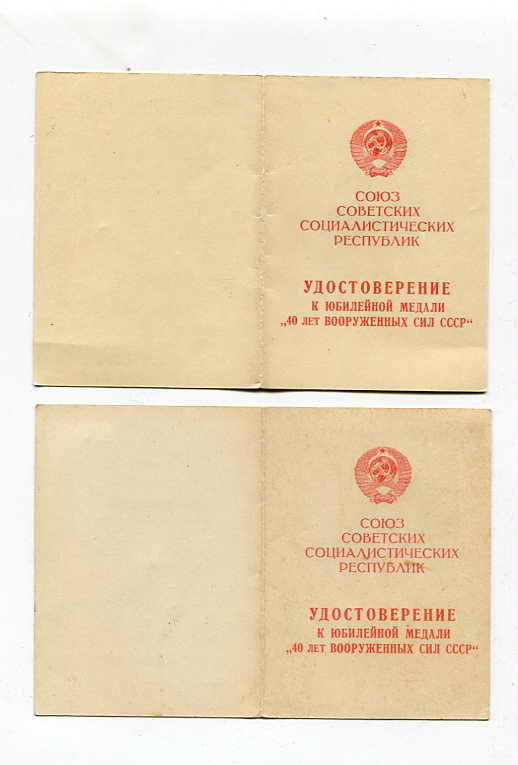 СОЮЗ
СОВЕТСКИХ
СОЦИАЛИСТИЧЕСКИХ
РЕСПУБЛИК
УДОСТОВЕРЕНИЕ
К ЮБИЛЕЙНОЙ МЕДАЛИ
„40 ЛЕТ ВООРУЖЕННЫХ СИЛ СССР“
СОЮЗ
СОВЕТСКИХ
СОЦИАЛИСТИЧЕСКИХ
РЕСПУБЛИК
УДОСТОВЕРЕНИЕ
К ЮБИЛЕЙНОЙ МЕДАЛИ
„40 ЛЕТ ВООРУЖЕННЫХ СИЛ СССР“